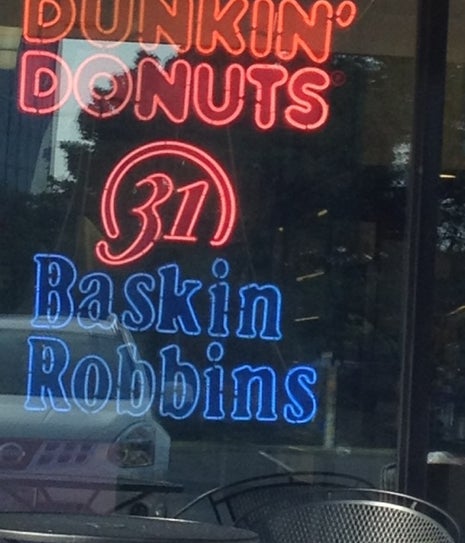 DUNKIN'
DONUTS®
31
Baskin
Robbins